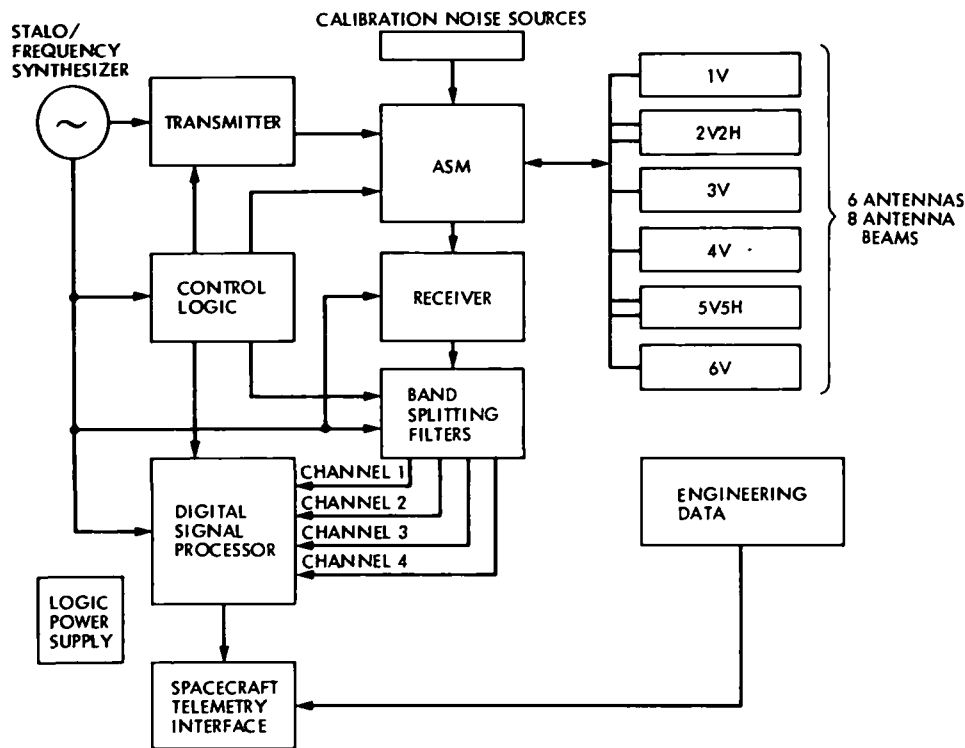 CALIBRATION NOISE SOURCES
STALO/
FREQUENCY
SYNTHESIZER
~
TRANSMITTER
ASM
1V
2V2H
3V
4V
5V5H
6V
6 ANTENNAS
8 ANTENNA
BEAMS
CONTROL
LOGIC
RECEIVER
BAND
SPLITTING
FILTERS
CHANNEL 1
CHANNEL 2
CHANNEL 3
CHANNEL 4
DIGITAL
SIGNAL
PROCESSOR
ENGINEERING
DATA
LOGIC
POWER
SUPPLY
SPACECRAFT
TELEMETRY
INTERFACE